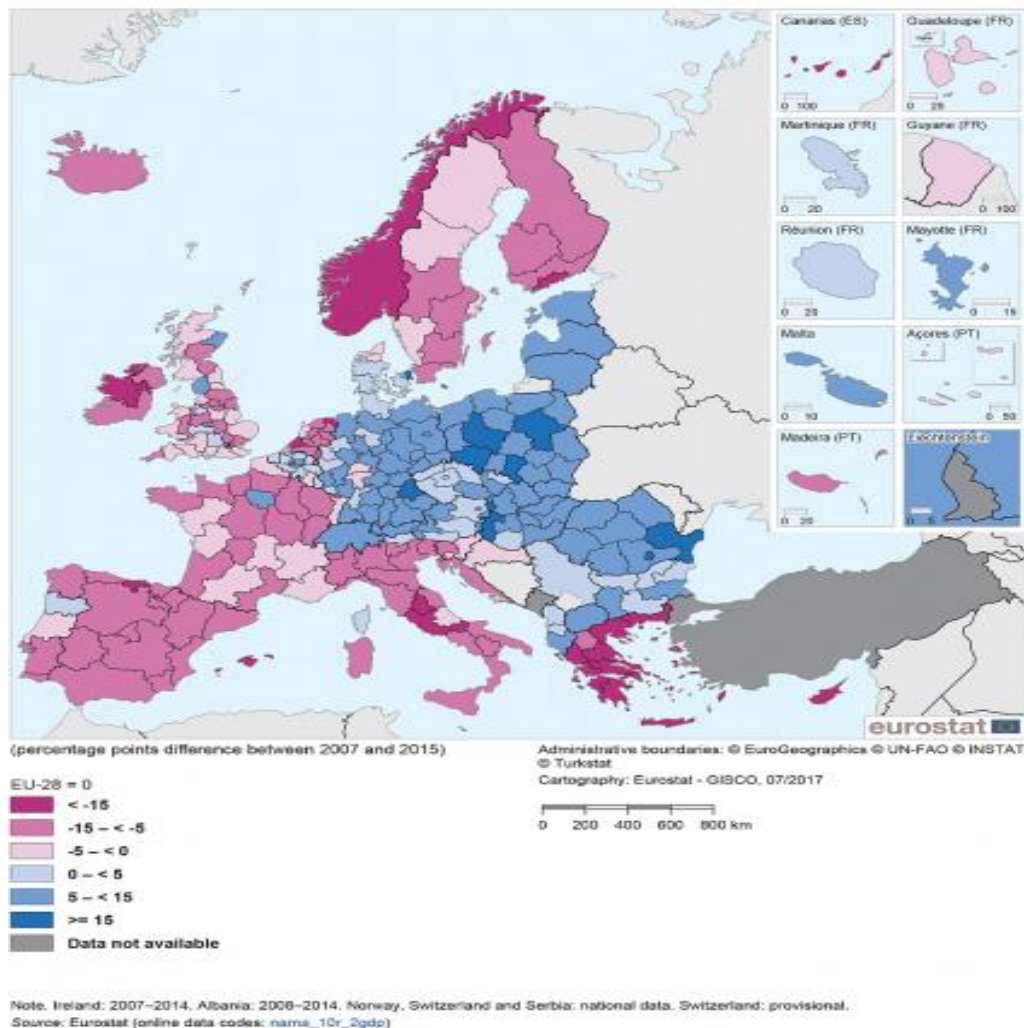 Canarias (ES)
0 100
Guadeloupe (FR)
0 25
Martinique (FR)
0 20
Guyane (FR)
0 100
Réunion (FR)
0 20
Mayotte (FR)
0 15
Malta
0 10
Açores (PT)
0 50
Madeira (PT)
0 20
Liechtenstein
0 5
eurostat
(percentage points difference between 2007 and 2015)
Administrative boundaries: © EuroGeographics © UN-FAO © INSTAT
© Turkstat
Cartography: Eurostat - GISCO, 07/2017
0 200 400 600 800 km
EU-28 = 0
< -15
-15 – < -5
-5 – < 0
0 – < 5
5 – < 15
>= 15
Data not available
Note. Ireland: 2007–2014. Albania: 2008–2014. Norway, Switzerland and Serbia: national data. Switzerland: provisional.
Source: Eurostat (online data codes: nama_10r_2gdp)